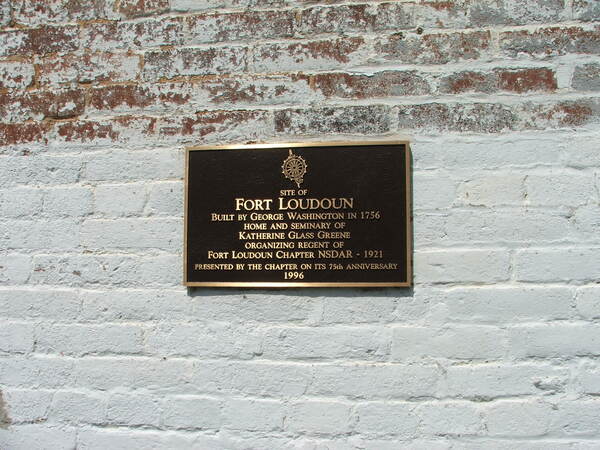 SITE OF
FORT LOUDOUN
BUILT BY GEORGE WASHINGTON IN 1756
HOME AND SEMINARY OF
KATHERINE GLASS GREENE
ORGANIZING REGENT OF
FORT LOUDOUN CHAPTER NSDAR - 1921
PRESENTED BY THE CHAPTER ON ITS 75th ANNIVERSARY
1996